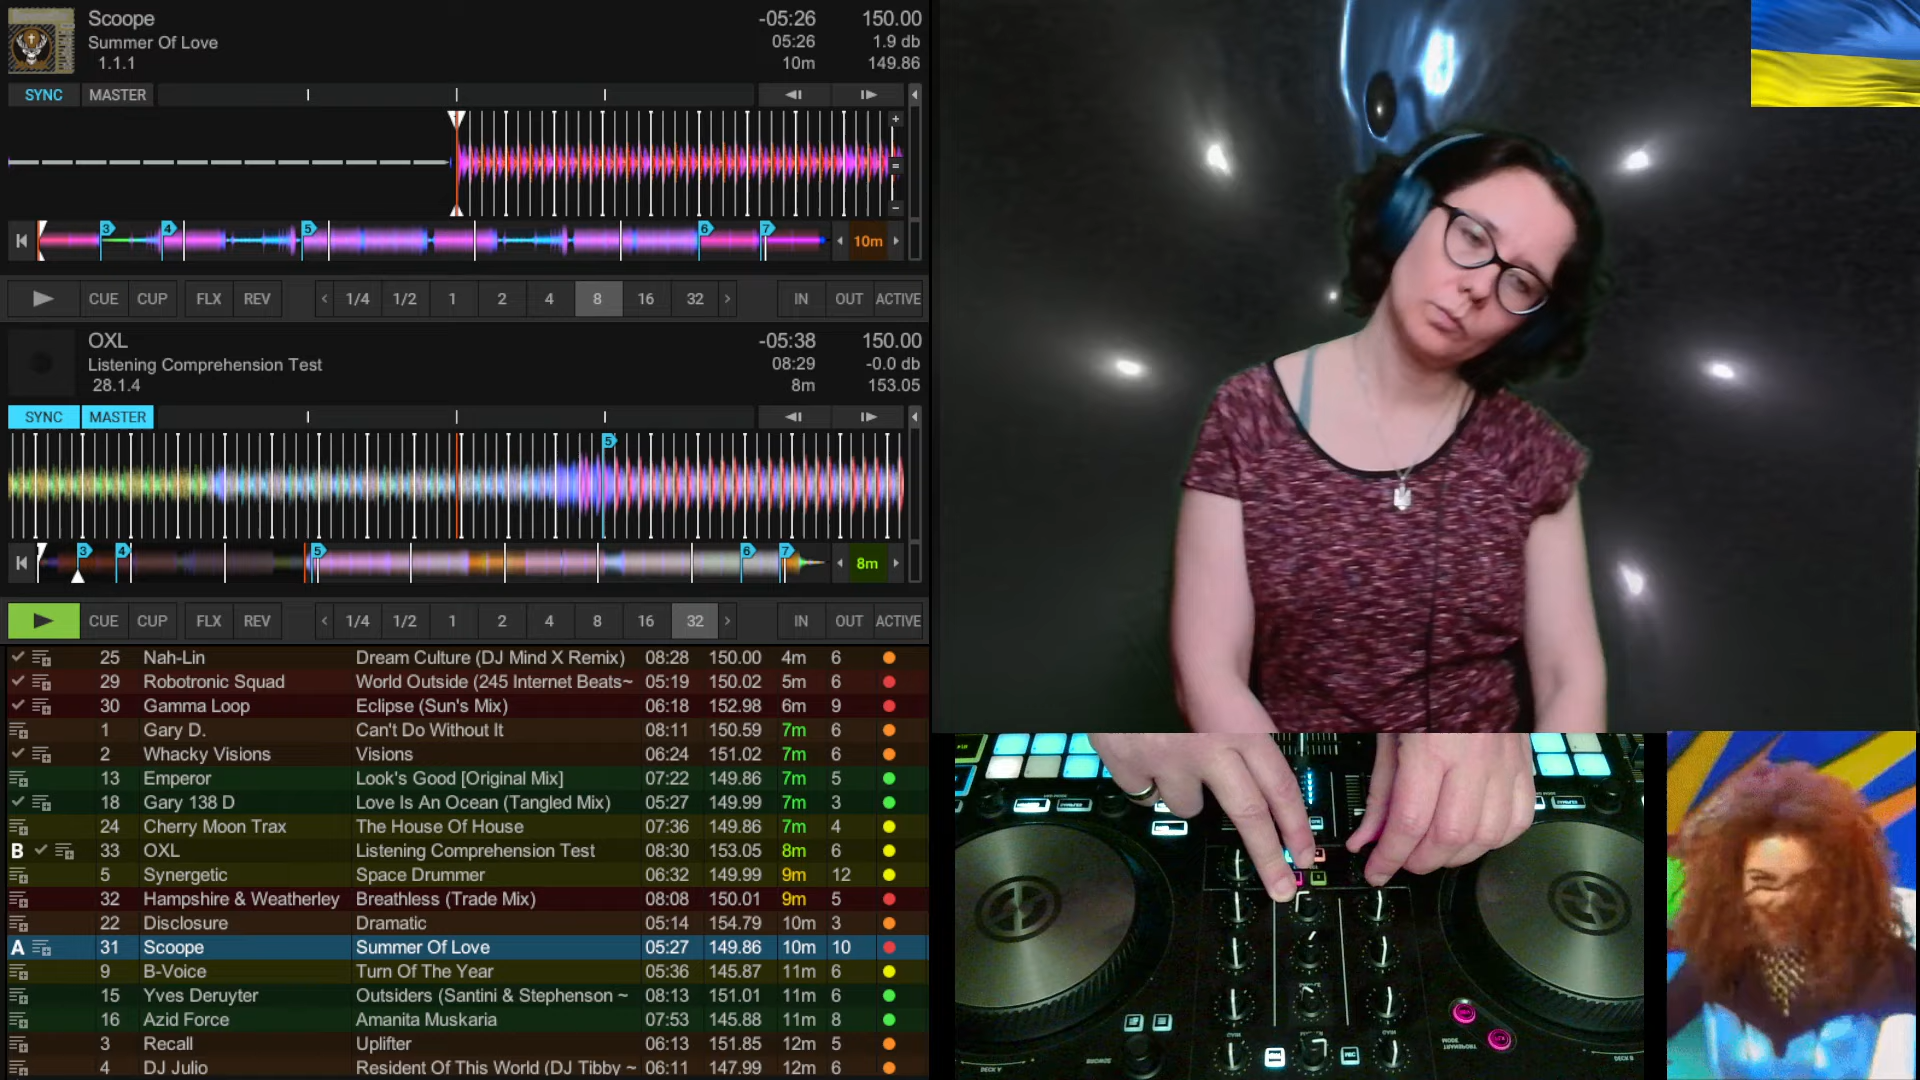 Scoope -05:26 150.00
Summer Of Love 05:26 1.9 db
1.1.1 10m 149.86
SYNC MASTER
3 4 5 6 7 10m
CUE CUP FLX REV 1/4 1/2 1 2 4 8 16 32 IN OUT ACTIVE
OXL -05:38 150.00
Listening Comprehension Test 08:29 -0.0 db
28.1.4 8m 153.05
SYNC MASTER
5
3 4 5 6 7 8m
CUE CUP FLX REV 1/4 1/2 1 2 4 8 16 32 IN OUT ACTIVE
25 Nah-Lin Dream Culture (DJ Mind X Remix) 08:28 150.00 4m 6
29 Robotronic Squad World Outside (245 Internet Beats~ 05:19 150.02 5m 6
30 Gamma Loop Eclipse (Sun's Mix) 06:18 152.98 6m 9
1 Gary D. Can't Do Without It 08:11 150.59 7m 6
2 Whacky Visions Visions 06:24 151.02 7m 6
13 Emperor Look's Good [Original Mix] 07:22 149.86 7m 5
18 Gary 138 D Love Is An Ocean (Tangled Mix) 05:27 149.99 7m 3
24 Cherry Moon Trax The House Of House 07:36 149.86 7m 4
B 33 OXL Listening Comprehension Test 08:30 153.05 8m 6
5 Synergetic Space Drummer 06:32 149.99 9m 12
32 Hampshire & Weatherley Breathless (Trade Mix) 08:08 150.01 9m 5
22 Disclosure Dramatic 05:14 154.79 10m 3
A 31 Scoope Summer Of Love 05:27 149.86 10m 10
9 B-Voice Turn Of The Year 05:36 145.87 11m 6
15 Yves Deruyter Outsiders (Santini & Stephenson ~ 08:13 151.01 11m 6
16 Azid Force Amanita Muskaria 07:53 145.88 11m 8
3 Recall Uplifter 06:13 151.85 12m 5
4 DJ Julio Resident Of This World (DJ Tibby ~ 06:11 147.99 12m 6